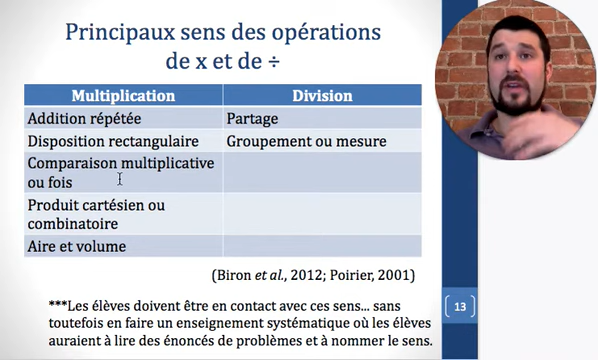 Principaux sens des opérations
de x et de ÷
Multiplication Division
Addition répétée Partage
Disposition rectangulaire Groupement ou mesure
Comparaison multiplicative
ou fois
Produit cartésien ou
combinatoire
Aire et volume
(Biron et al., 2012; Poirier, 2001)
***Les élèves doivent être en contact avec ces sens... sans
toutefois en faire un enseignement systématique où les élèves
auraient à lire des énoncés de problèmes et à nommer le sens.
13